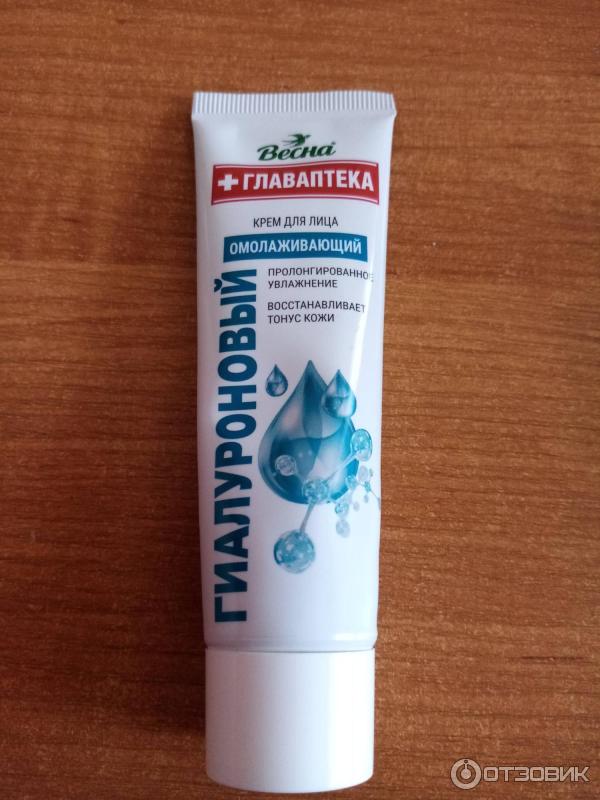 Весна
ГЛАВАПТЕКА
КРЕМ ДЛЯ ЛИЦА
ОМОЛАЖИВАЮЩИЙ
ПРОЛОНГИРОВАННОЕ
УВЛАЖНЕНИЕ
ВОССТАНАВЛИВАЕТ
ТОНУС КОЖИ
ГИАЛУРОНОВЫЙ
ОТЗОВИК